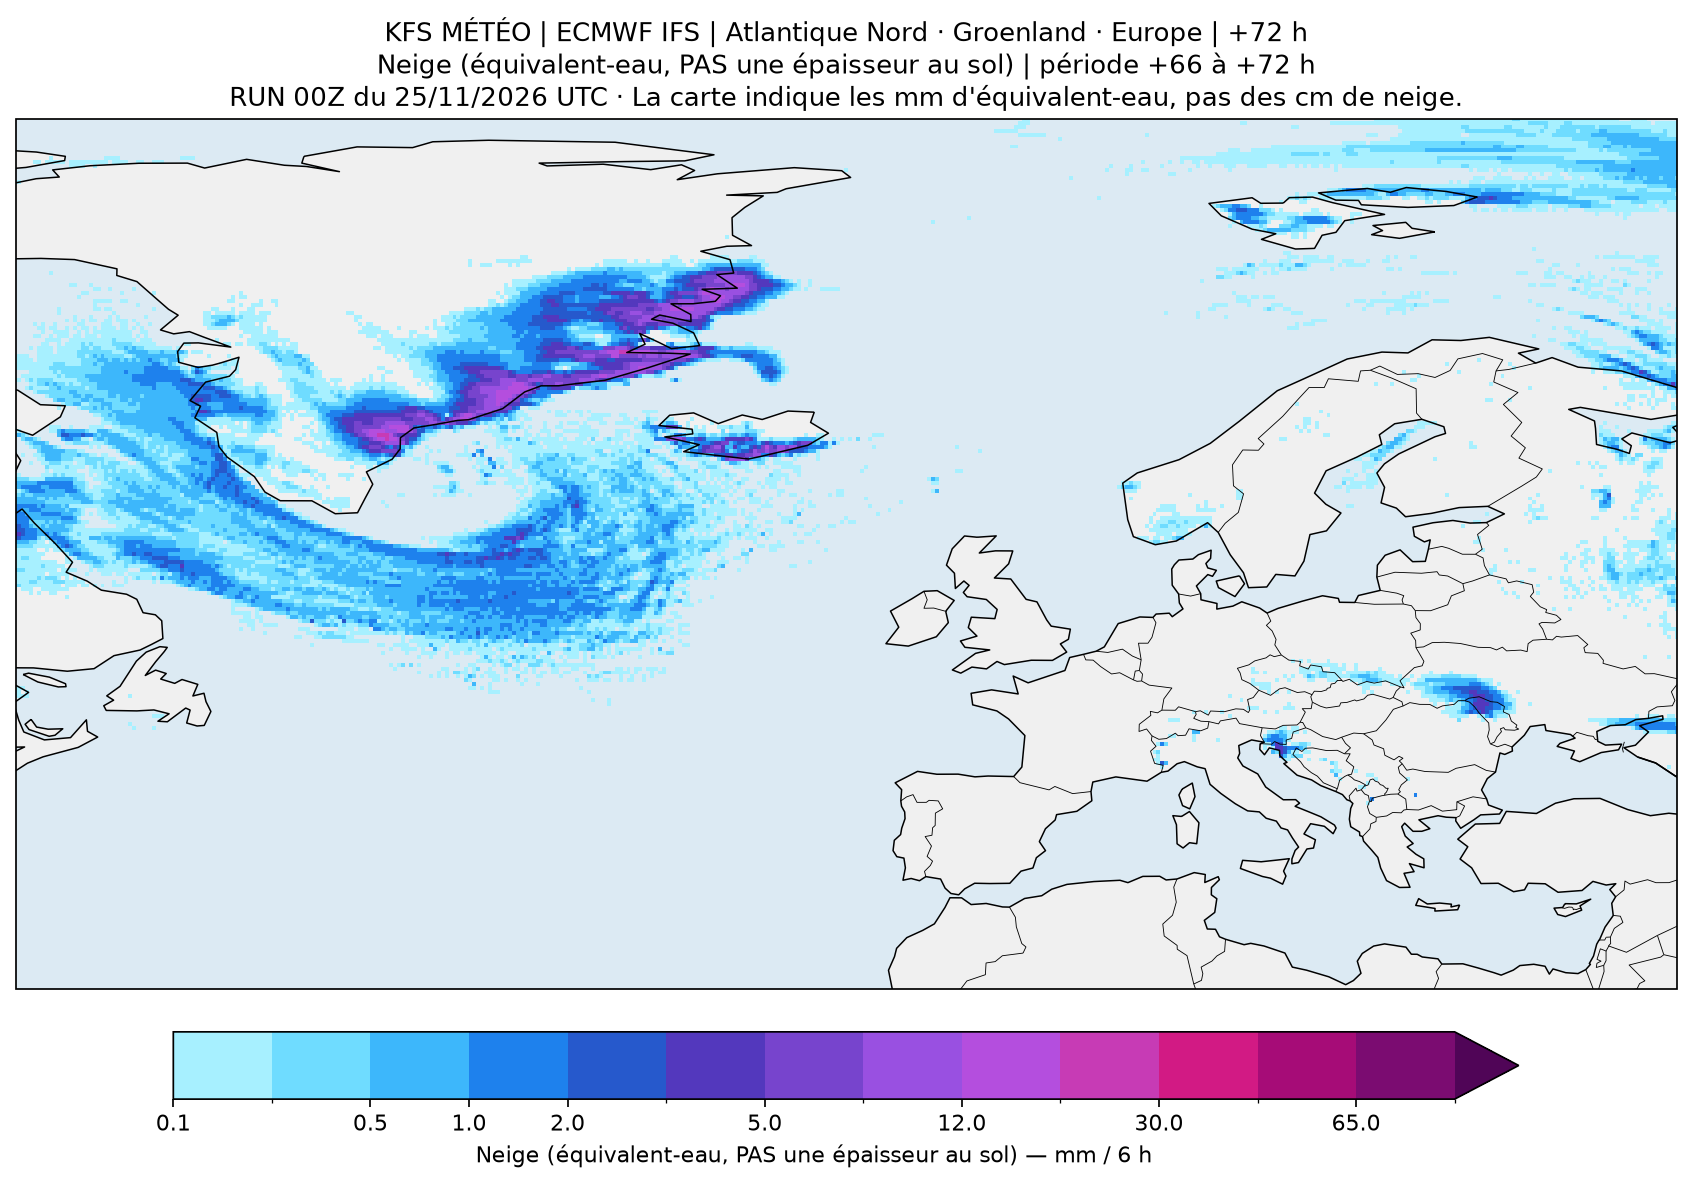 KFS MÉTÉO | ECMWF IFS | Atlantique Nord · Groenland · Europe | +72 h
Neige (équivalent-eau, PAS une épaisseur au sol) | période +66 à +72 h
RUN 00Z du 25/11/2026 UTC · La carte indique les mm d'équivalent-eau, pas des cm de neige.
0.1 0.5 1.0 2.0 5.0 12.0 30.0 65.0
Neige (équivalent-eau, PAS une épaisseur au sol) — mm / 6 h